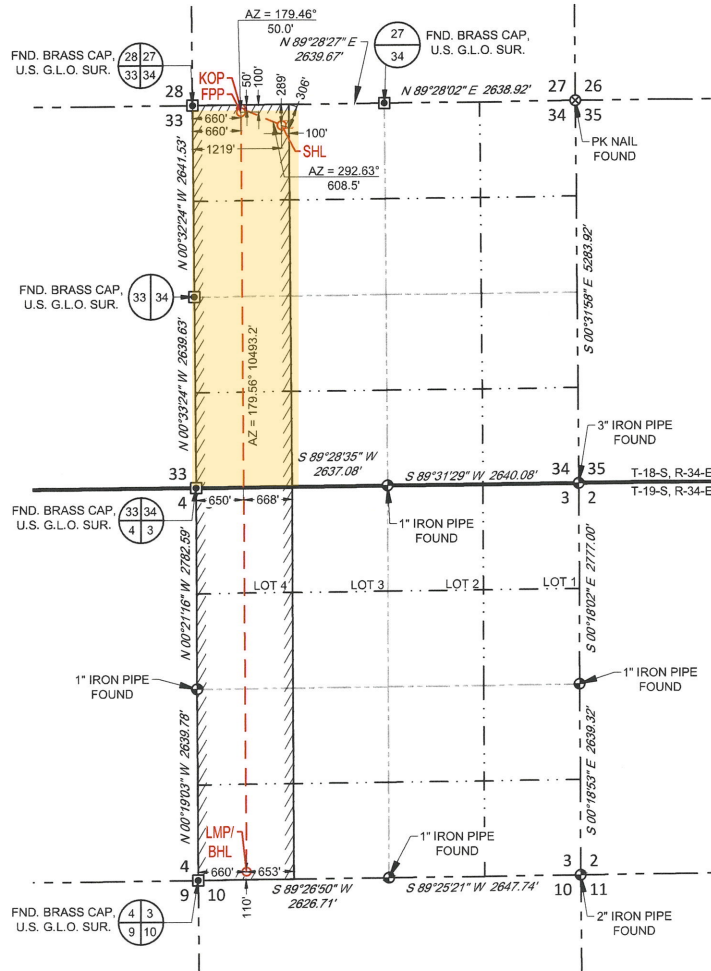 AZ = 179.46°
50.0'
N 89°28'27" E
2639.67'
FND. BRASS CAP,
U.S. G.L.O. SUR.
28 27
33 34
27
34
FND. BRASS CAP,
U.S. G.L.O. SUR.
KOP
FPP
50'
100'
289'
306'
N 89°28'02" E 2638.92'
28
33
27 26
34 35
660'
660'
1219'
100'
SHL
PK NAIL
FOUND
AZ = 292.63°
608.5'
N 00°32'24" W 2641.53'
S 00°31'58" E 5283.92'
FND. BRASS CAP,
U.S. G.L.O. SUR.
33 34
N 00°33'24" W 2639.63'
AZ = 179.56° 10493.2'
3" IRON PIPE
FOUND
S 89°28'35" W
2637.08'
S 89°31'29" W 2640.08'
33
4
34 35
3 2
T-18-S, R-34-E
T-19-S, R-34-E
650' 668'
FND. BRASS CAP,
U.S. G.L.O. SUR.
33 34
4 3
1" IRON PIPE
FOUND
N 00°21'16" W 2782.59'
S 00°18'02" E 2777.00'
LOT 4 LOT 3 LOT 2 LOT 1
1" IRON PIPE
FOUND
1" IRON PIPE
FOUND
N 00°19'03" W 2639.78'
S 00°18'53" E 2639.32'
LMP/
BHL
1" IRON PIPE
FOUND
4
9 10
660' 653'
110'
S 89°26'50" W
2626.71'
S 89°25'21" W 2647.74'
3 2
10 11
FND. BRASS CAP,
U.S. G.L.O. SUR.
4 3
9 10
2" IRON PIPE
FOUND